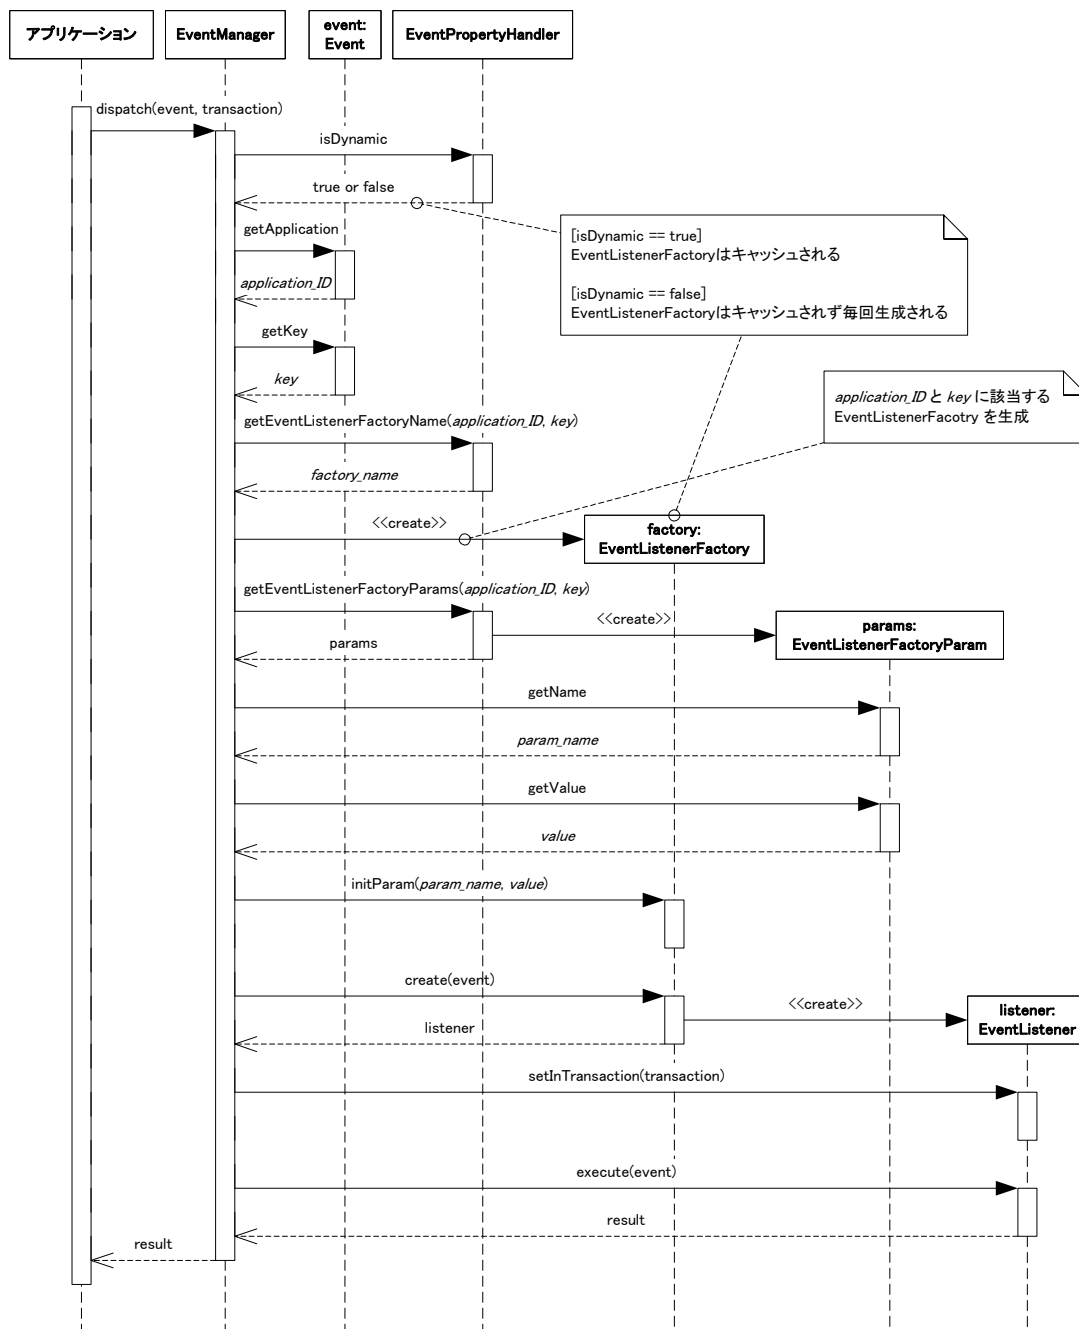 アプリケーション
EventManager
event:
Event
EventPropertyHandler
dispatch(event, transaction)
isDynamic
true or false
getApplication
[isDynamic == true]
EventListenerFactoryはキャッシュされる
[isDynamic == false]
EventListenerFactoryはキャッシュされず毎回生成される
application_ID
getKey
key
application_ID と key に該当する
EventListenerFacotry を生成
getEventListenerFactoryName(application_ID, key)
factory_name
<<create>>
factory:
EventListenerFactory
getEventListenerFactoryParams(application_ID, key)
<<create>>
params:
EventListenerFactoryParam
params
getName
param_name
getValue
value
initParam(param_name, value)
create(event)
<<create>>
listener:
EventListener
listener
setInTransaction(transaction)
execute(event)
result
result